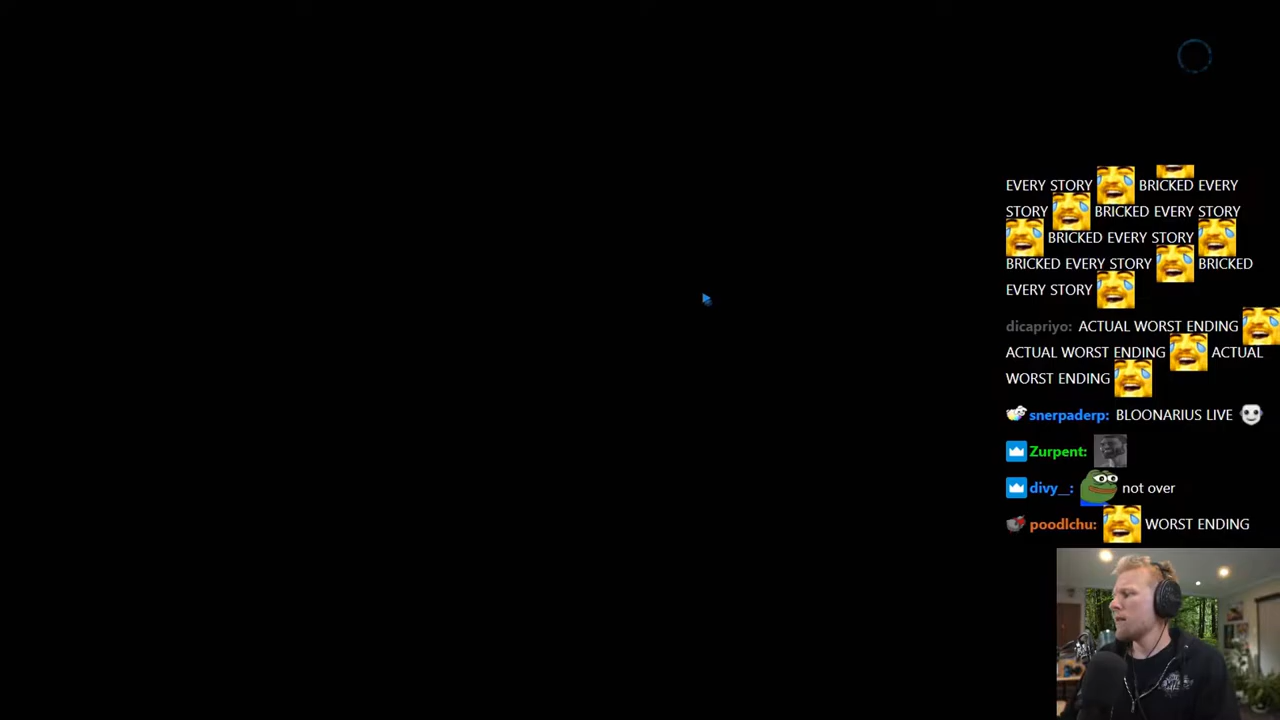 EVERY STORY BRICKED EVERY
STORY BRICKED EVERY STORY
BRICKED EVERY STORY
BRICKED EVERY STORY BRICKED
EVERY STORY
dicapriyo: ACTUAL WORST ENDING
ACTUAL WORST ENDING ACTUAL
WORST ENDING
snerpaderp: BLOONARIUS LIVE
Zurpent:
divy__: not over
poodlchu: WORST ENDING